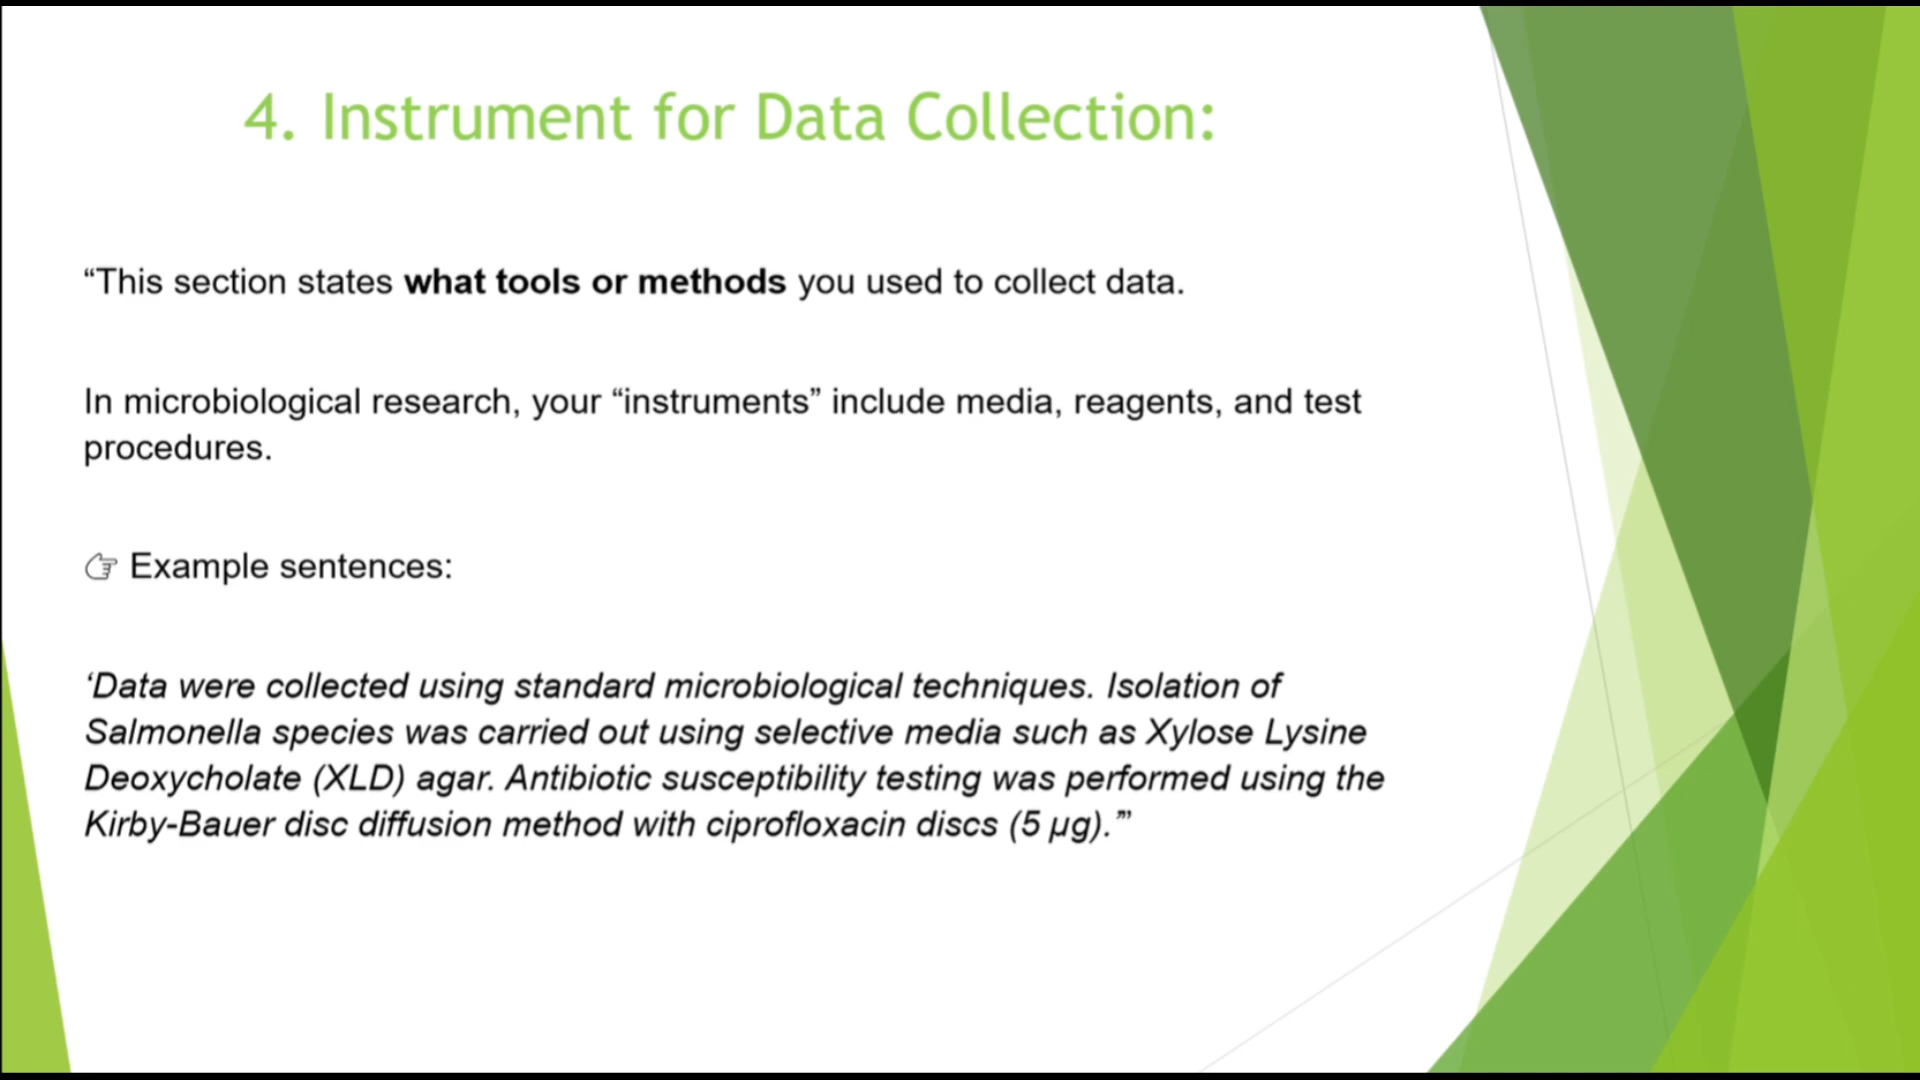 4. Instrument for Data Collection:
“This section states what tools or methods you used to collect data.
In microbiological research, your “instruments” include media, reagents, and test
procedures.
👉 Example sentences:
‘Data were collected using standard microbiological techniques. Isolation of
Salmonella species was carried out using selective media such as Xylose Lysine
Deoxycholate (XLD) agar. Antibiotic susceptibility testing was performed using the
Kirby-Bauer disc diffusion method with ciprofloxacin discs (5 µg).’”